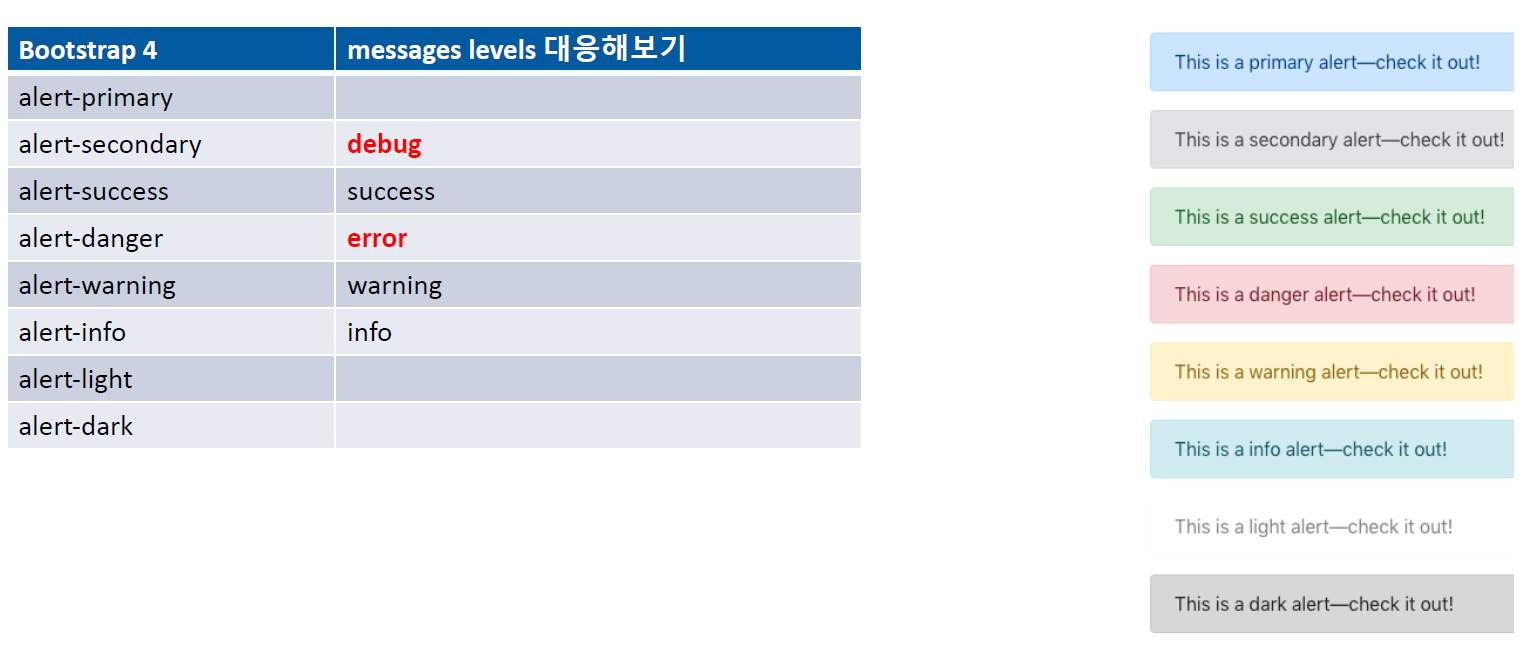 Bootstrap 4 messages levels 대응해보기
alert-primary
alert-secondary debug
alert-success success
alert-danger error
alert-warning warning
alert-info info
alert-light
alert-dark
This is a primary alert—check it out!
This is a secondary alert—check it out!
This is a success alert—check it out!
This is a danger alert—check it out!
This is a warning alert—check it out!
This is a info alert—check it out!
This is a light alert—check it out!
This is a dark alert—check it out!